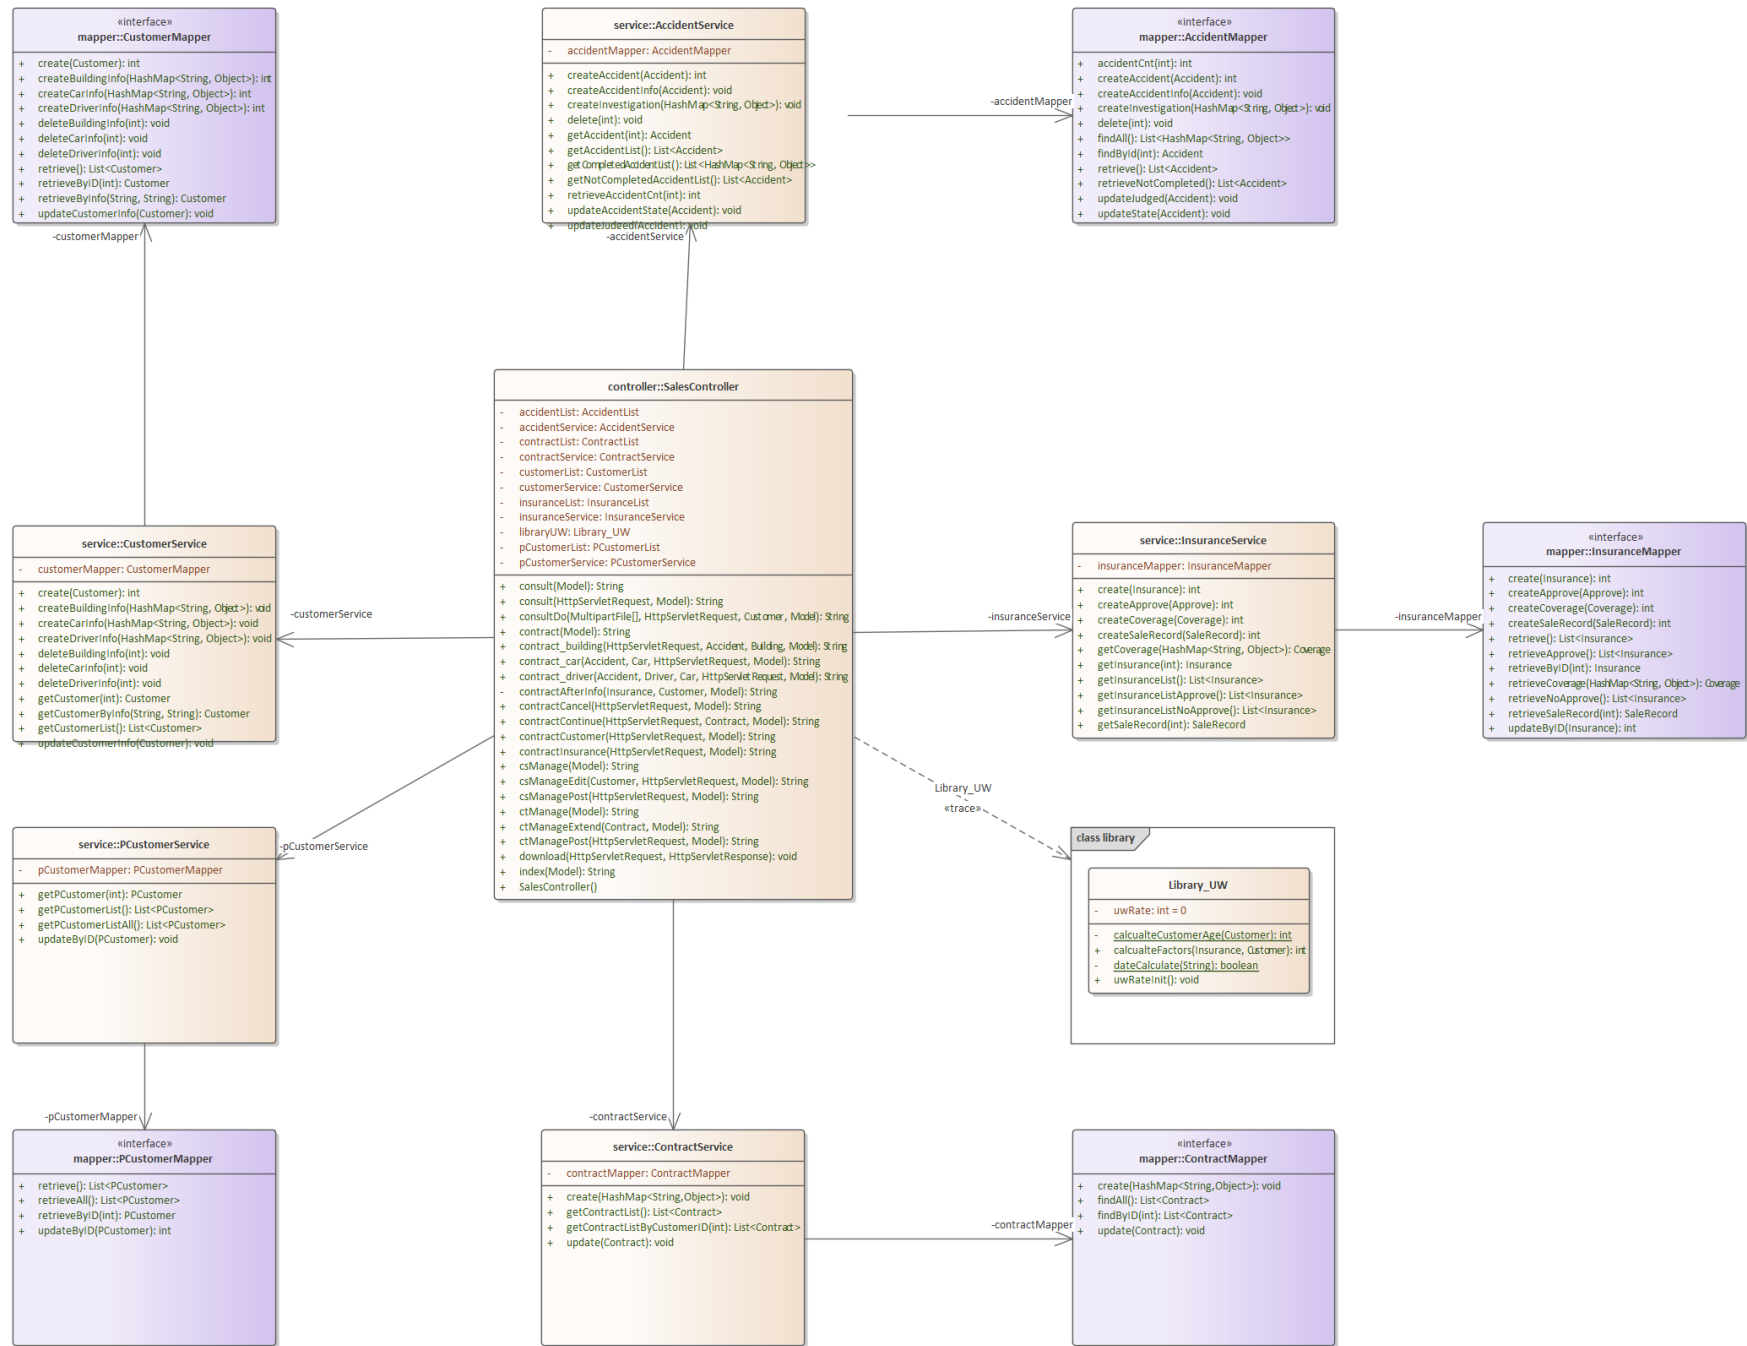 «interface»
mapper::CustomerMapper
+ create(Customer): int
+ createBuildingInfo(HashMap<String, Object>): int
+ createCarInfo(HashMap<String, Object>): int
+ createDriverInfo(HashMap<String, Object>): int
+ deleteBuildingInfo(int): void
+ deleteCarInfo(int): void
+ deleteDriverInfo(int): void
+ retrieve(): List<Customer>
+ retrieveByID(int): Customer
+ retrieveByInfo(String, String): Customer
+ updateCustomerInfo(Customer): void
-customerMapper
service::AccidentService
- accidentMapper: AccidentMapper
+ createAccident(Accident): int
+ createAccidentInfo(Accident): void
+ createInvestigation(HashMap<String, Object>): void
+ delete(int): void
+ getAccident(int): Accident
+ getAccidentList(): List<Accident>
+ getCompletedAccidentList(): List<HashMap<String, Object>>
+ getNotCompletedAccidentList(): List<Accident>
+ retrieveAccidentCnt(int): int
+ updateAccidentState(Accident): void
+ updateJudged(Accident): void
-accidentService
-accidentMapper
«interface»
mapper::AccidentMapper
+ accidentCnt(int): int
+ createAccident(Accident): int
+ createAccidentInfo(Accident): void
+ createInvestigation(HashMap<String, Object>): void
+ delete(int): void
+ findAll(): List<HashMap<String, Object>>
+ findById(int): Accident
+ retrieve(): List<Accident>
+ retrieveNotCompleted(): List<Accident>
+ updateJudged(Accident): void
+ updateState(Accident): void
controller::SalesController
- accidentList: AccidentList
- accidentService: AccidentService
- contractList: ContractList
- contractService: ContractService
- customerList: CustomerList
- customerService: CustomerService
- insuranceList: InsuranceList
- insuranceService: InsuranceService
- libraryUW: Library_UW
- pCustomerList: PCustomerList
- pCustomerService: PCustomerService
+ consult(Model): String
+ consult(HttpServletRequest, Model): String
+ consultDo(MultipartFile[], HttpServletRequest, Customer, Model): String
+ contract(Model): String
+ contract_building(HttpServletRequest, Accident, Building, Model): String
+ contract_car(Accident, Car, HttpServletRequest, Model): String
+ contract_driver(Accident, Driver, Car, HttpServletRequest, Model): String
- contractAfterInfo(Insurance, Customer, Model): String
+ contractCancel(HttpServletRequest, Model): String
+ contractContinue(HttpServletRequest, Contract, Model): String
+ contractCustomer(HttpServletRequest, Model): String
+ contractInsurance(HttpServletRequest, Model): String
+ csManage(Model): String
+ csManageEdit(Customer, HttpServletRequest, Model): String
+ csManagePost(HttpServletRequest, Model): String
+ ctManage(Model): String
+ ctManageExtend(Contract, Model): String
+ ctManagePost(HttpServletRequest, Model): String
+ download(HttpServletRequest, HttpServletResponse): void
+ index(Model): String
+ SalesController()
service::CustomerService
- customerMapper: CustomerMapper
+ create(Customer): int
+ createBuildingInfo(HashMap<String, Object>): void
+ createCarInfo(HashMap<String, Object>): void
+ createDriverInfo(HashMap<String, Object>): void
+ deleteBuildingInfo(int): void
+ deleteCarInfo(int): void
+ deleteDriverInfo(int): void
+ getCustomer(int): Customer
+ getCustomerByInfo(String, String): Customer
+ getCustomerList(): List<Customer>
+ updateCustomerInfo(Customer): void
-customerService
-insuranceService
service::InsuranceService
- insuranceMapper: InsuranceMapper
+ create(Insurance): int
+ createApprove(Approve): int
+ createCoverage(Coverage): int
+ createSaleRecord(SaleRecord): int
+ getCoverage(HashMap<String, Object>): Coverage
+ getInsurance(int): Insurance
+ getInsuranceList(): List<Insurance>
+ getInsuranceListApprove(): List<Insurance>
+ getInsuranceListNoApprove(): List<Insurance>
+ getSaleRecord(int): SaleRecord
-insuranceMapper
«interface»
mapper::InsuranceMapper
+ create(Insurance): int
+ createApprove(Approve): int
+ createCoverage(Coverage): int
+ createSaleRecord(SaleRecord): int
+ retrieve(): List<Insurance>
+ retrieveApprove(): List<Insurance>
+ retrieveByID(int): Insurance
+ retrieveCoverage(HashMap<String, Object>): Coverage
+ retrieveNoApprove(): List<Insurance>
+ retrieveSaleRecord(int): SaleRecord
+ updateByID(Insurance): int
Library_UW
«trace»
class library
Library_UW
- uwRate: int = 0
- calcualteCustomerAge(Customer): int
+ calcualteFactors(Insurance, Customer): int
- dateCalculate(String): boolean
+ uwRateInit(): void
service::PCustomerService
- pCustomerMapper: PCustomerMapper
+ getPCustomer(int): PCustomer
+ getPCustomerList(): List<PCustomer>
+ getPCustomerListAll(): List<PCustomer>
+ updateByID(PCustomer): void
-pCustomerService
-pCustomerMapper
«interface»
mapper::PCustomerMapper
+ retrieve(): List<PCustomer>
+ retrieveAll(): List<PCustomer>
+ retrieveByID(int): PCustomer
+ updateByID(PCustomer): int
-contractService
service::ContractService
- contractMapper: ContractMapper
+ create(HashMap<String,Object>): void
+ getContractList(): List<Contract>
+ getContractListByCustomerID(int): List<Contract>
+ update(Contract): void
-contractMapper
«interface»
mapper::ContractMapper
+ create(HashMap<String,Object>): void
+ findAll(): List<Contract>
+ findByID(int): List<Contract>
+ update(Contract): void